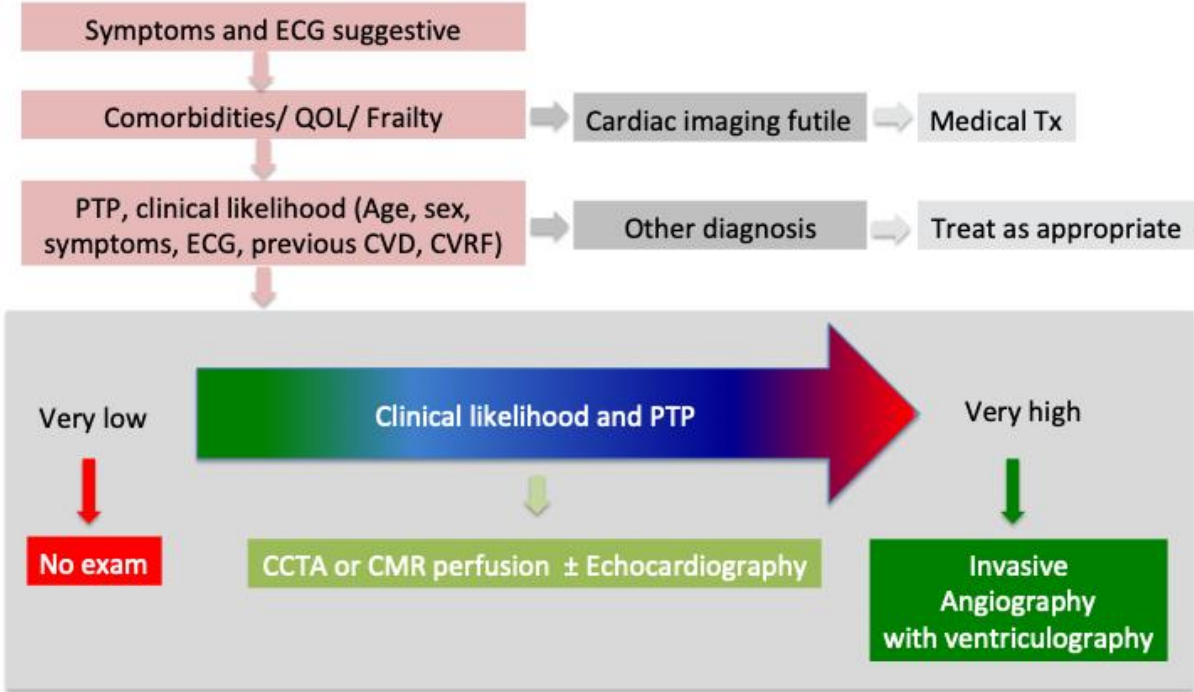 Symptoms and ECG suggestive
Comorbidities/ QOL/ Frailty
Cardiac imaging futile
Medical Tx
PTP, clinical likelihood (Age, sex,
symptoms, ECG, previous CVD, CVRF)
Other diagnosis
Treat as appropriate
Very low
Clinical likelihood and PTP
Very high
No exam
CCTA or CMR perfusion ± Echocardiography
Invasive
Angiography
with ventriculography